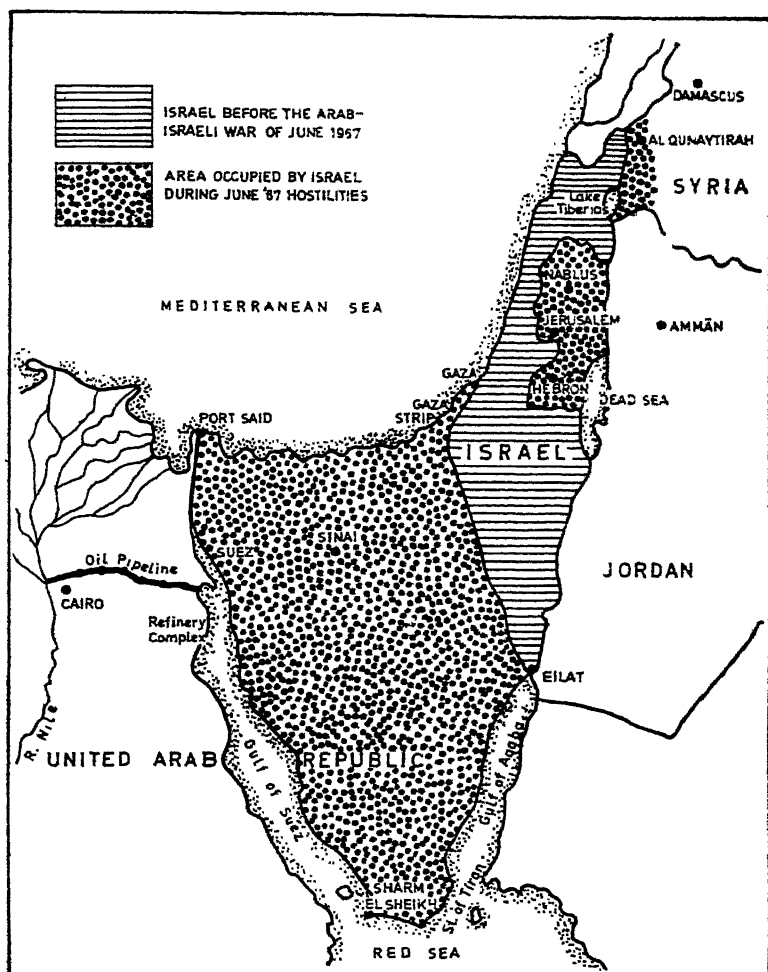 ISRAEL BEFORE THE ARAB-
ISRAELI WAR OF JUNE 1967
AREA OCCUPIED BY ISRAEL
DURING JUNE '67 HOSTILITIES
DAMASCUS
AL QUNAYTIRAH
SYRIA
Lake
Tiberias
MEDITERRANEAN SEA
NABLUS
JERUSALEM
AMMĀN
GAZA
HEBRON
DEAD SEA
GAZA
STRIP
PORT SAID
ISRAEL
SINAI
SUEZ
Oil Pipeline
JORDAN
CAIRO
Refinery
Complex
EILAT
R. Nile
UNITED ARAB REPUBLIC
Gulf of Suez
Gulf of Aqaba
SHARM
EL SHEIKH
St. of Tiran
RED SEA